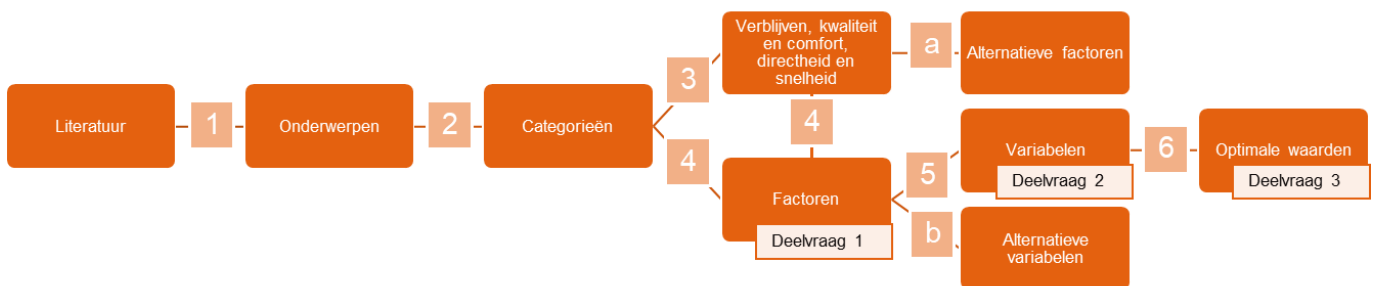 Literatuur
1
Onderwerpen
2
Categorieën
3
4
Verblijven, kwaliteit
en comfort,
directheid en
snelheid
4
Factoren
Deelvraag 1
a
Alternatieve factoren
5
b
Variabelen
Deelvraag 2
Alternatieve
variabelen
6
Optimale waarden
Deelvraag 3